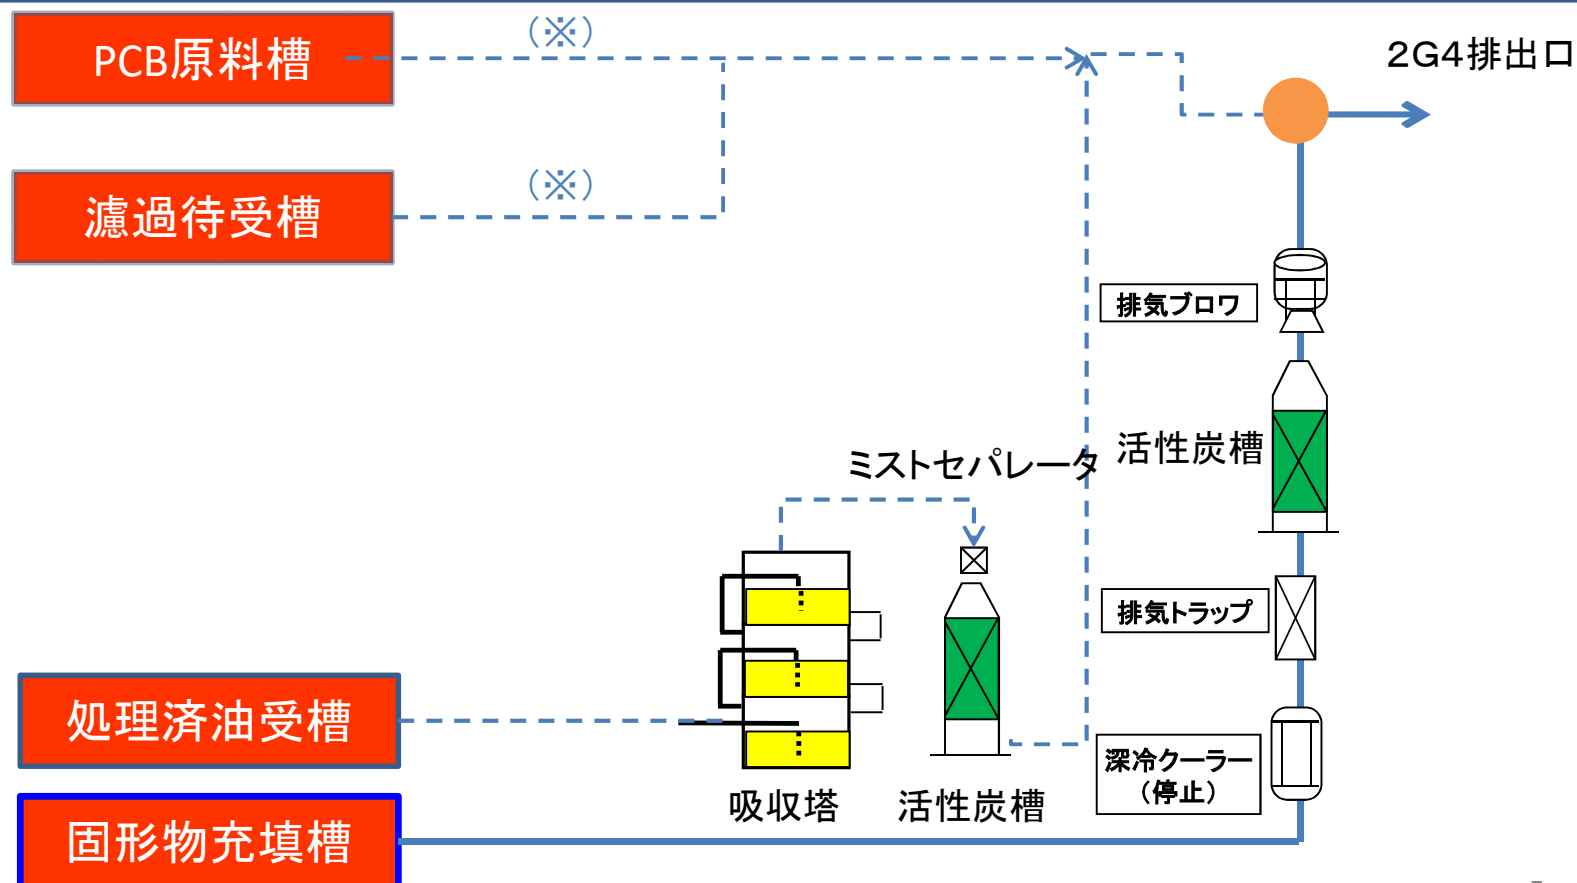 PCB原料槽
(※)
2G4排出口
濾過待受槽
(※)
排気ブロワ
ミストセパレータ
活性炭槽
排気トラップ
処理済油受槽
深冷クーラー
(停止)
吸収塔
活性炭槽
固形物充填槽